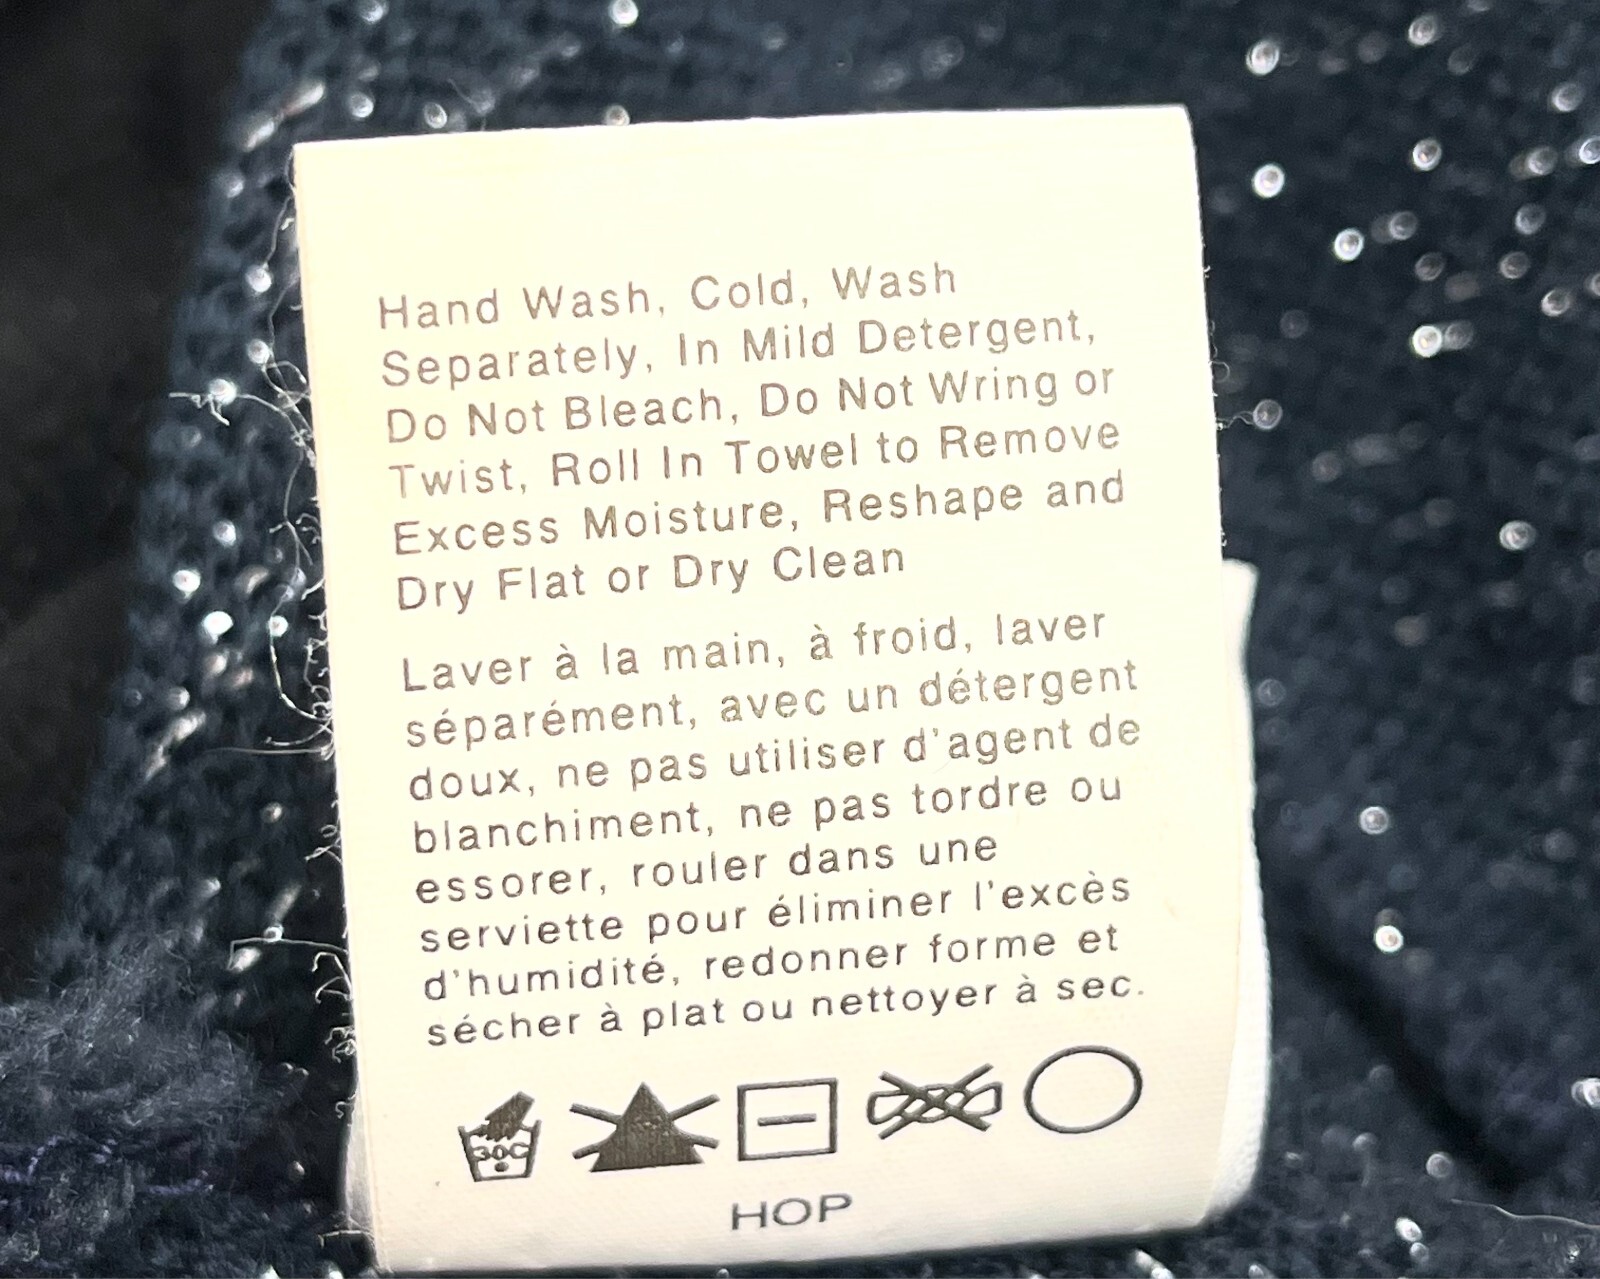 Hand Wash, Cold, Wash
Separately, In Mild Detergent,
Do Not Bleach, Do Not Wring or
Twist, Roll In Towel to Remove
Excess Moisture, Reshape and
Dry Flat or Dry Clean
Laver à la main, à froid, laver
séparément, avec un détergent
doux, ne pas utiliser d'agent de
blanchiment, ne pas tordre ou
essorer, rouler dans une
serviette pour éliminer l'excès
d'humidité, redonner forme et
sécher à plat ou nettoyer à sec.
30C
HOP